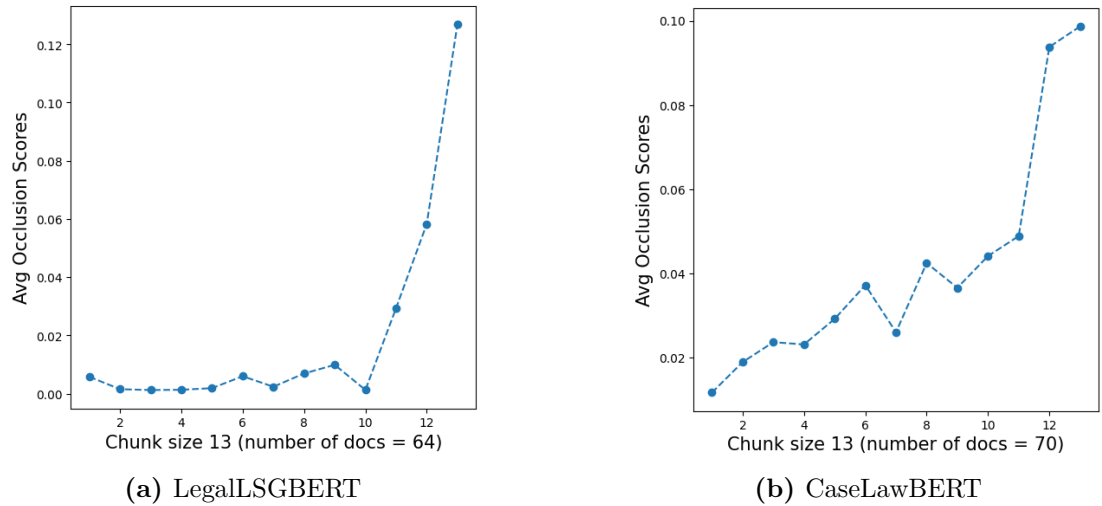 0.12
0.10
0.08
0.06
0.04
0.02
0.00
Avg Occlusion Scores
2 4 6 8 10 12
Chunk size 13 (number of docs = 64)
(a) LegalLSGBERT
0.10
0.08
0.06
0.04
0.02
Avg Occlusion Scores
2 4 6 8 10 12
Chunk size 13 (number of docs = 70)
(b) CaseLawBERT